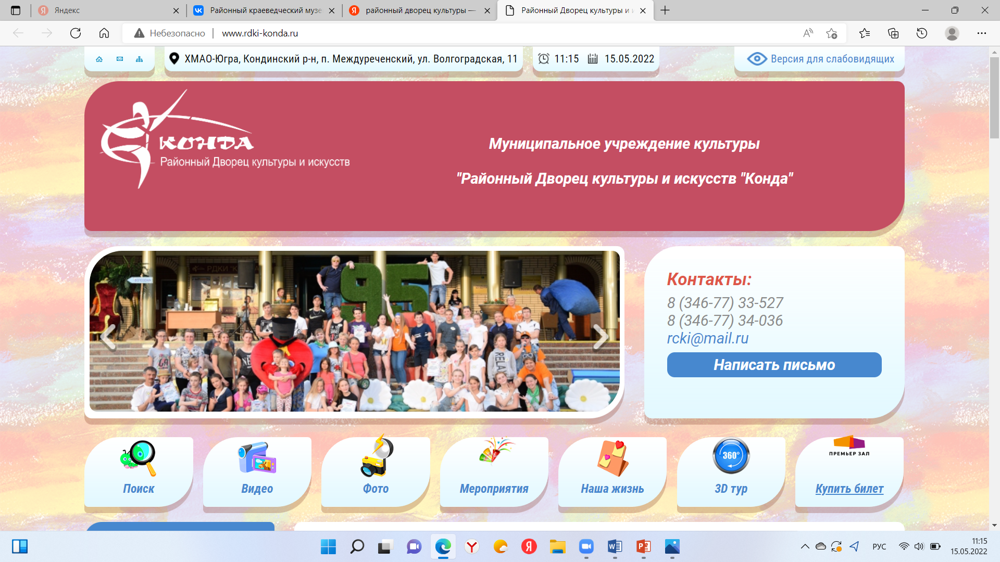 Яндекс
Районный краеведческий музе
районный дворец культуры —
Районный Дворец культуры и и
Небезопасно
www.rdki-konda.ru
ХМАО-Югра, Кондинский р-н, п. Междуреченский, ул. Волгоградская, 11
11:15
15.05.2022
Версия для слабовидящих
КОНДА
Районный Дворец культуры и искусств
Муниципальное учреждение культуры
"Районный Дворец культуры и искусств "Конда"
95
Контакты:
8 (346-77) 33-527
8 (346-77) 34-036
rcki@mail.ru
Написать письмо
360°
ПРЕМЬЕР ЗАЛ
Поиск
Видео
Фото
Мероприятия
Наша жизнь
3D тур
Купить билет
РУС
11:15
15.05.2022